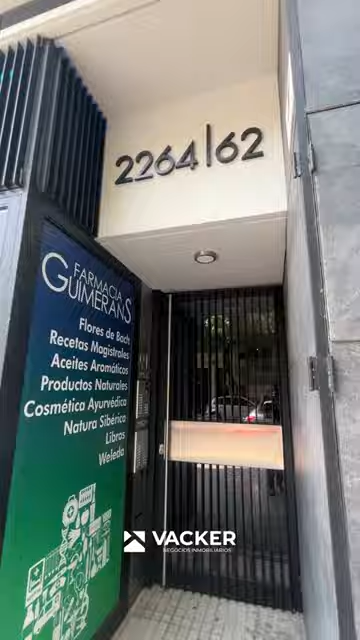 2264|62
FARMACIA
GUIMERANS
Flores de Bach
Recetas Magistrales
Aceites Aromáticos
Productos Naturales
Cosmética Ayurvédica
Natura Sibérica
Libros
Weleda
VACKER
NEGOCIOS INMOBILIARIOS